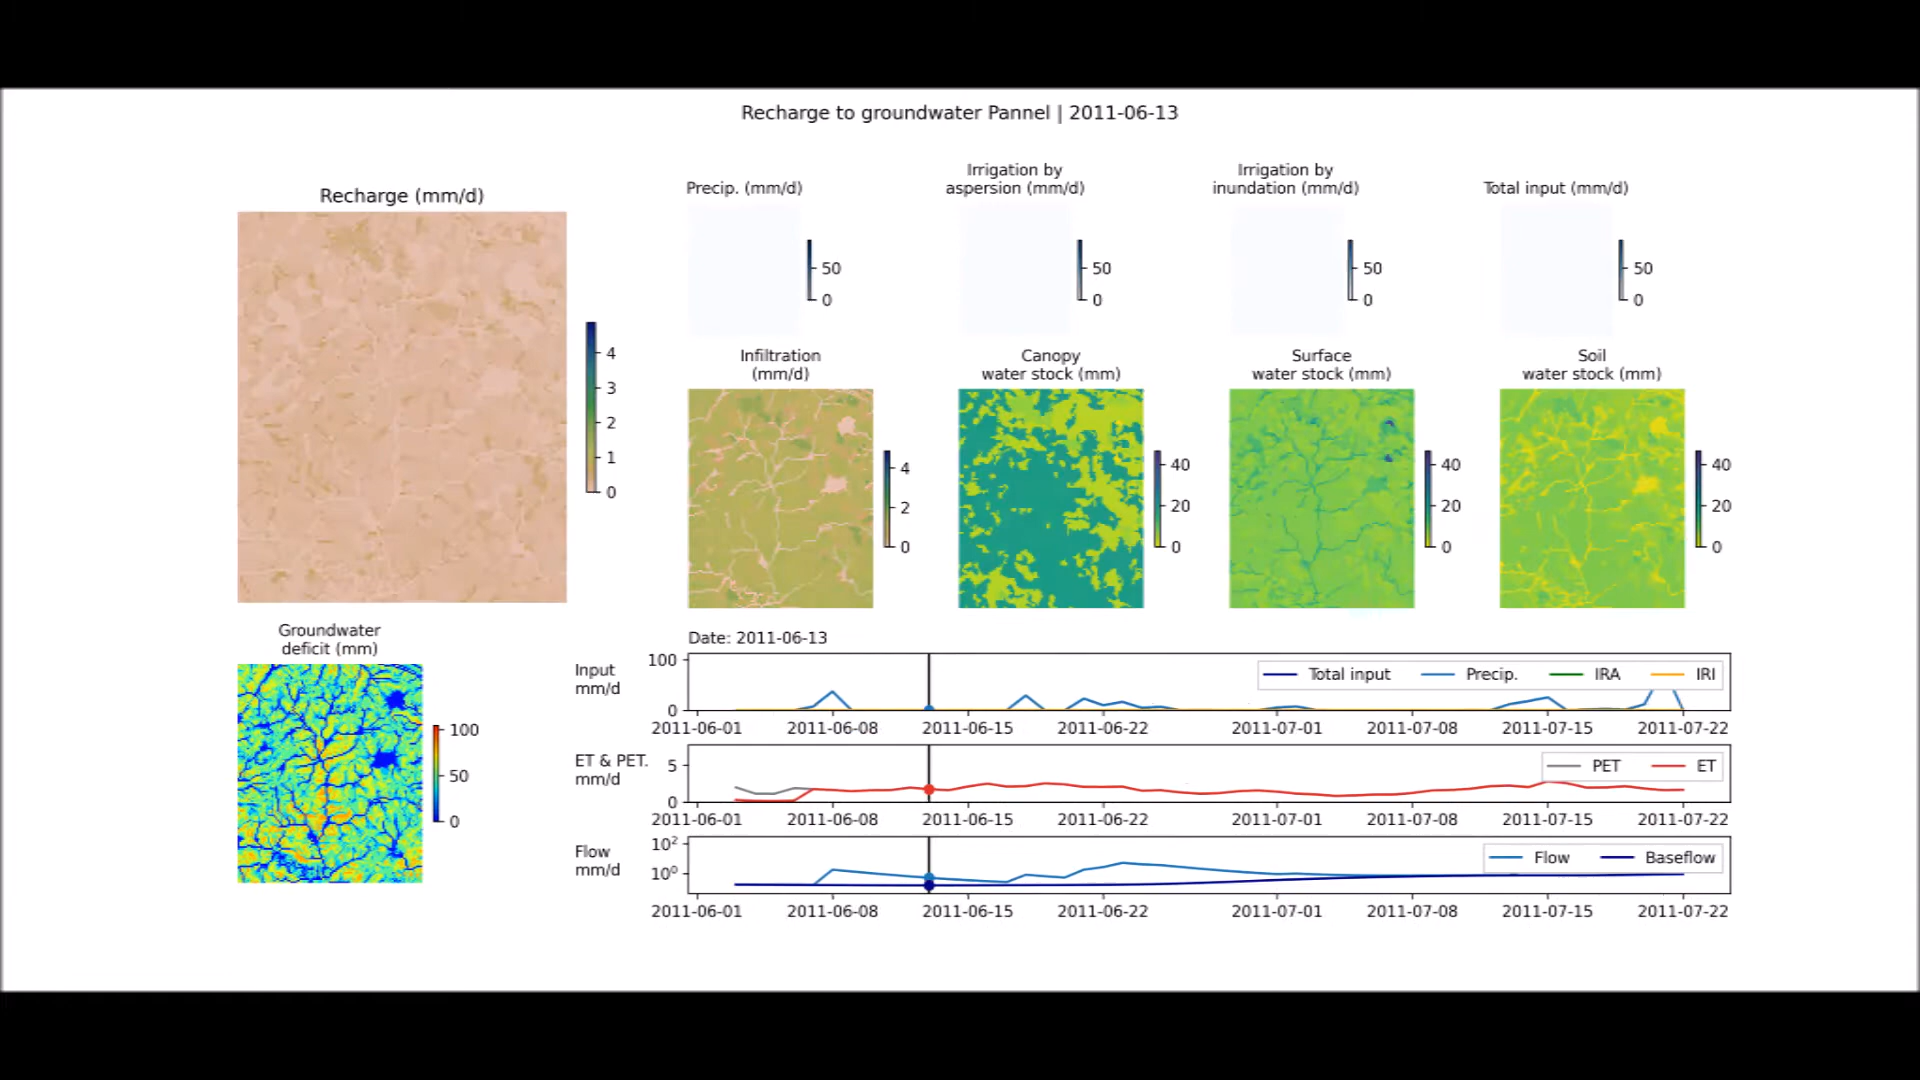 Recharge to groundwater Pannel | 2011-06-13
Recharge (mm/d)
4
3
2
1
0
Precip. (mm/d)
50
0
Irrigation by
aspersion (mm/d)
50
0
Irrigation by
inundation (mm/d)
50
0
Total input (mm/d)
50
0
Infiltration
(mm/d)
4
2
0
Canopy
water stock (mm)
40
20
0
Surface
water stock (mm)
40
20
0
Soil
water stock (mm)
40
20
0
Groundwater
deficit (mm)
100
50
0
Date: 2011-06-13
Input
mm/d
100
0
Total input Precip. IRA IRI
2011-06-01 2011-06-08 2011-06-15 2011-06-22 2011-07-01 2011-07-08 2011-07-15 2011-07-22
ET & PET.
mm/d
5
0
PET ET
2011-06-01 2011-06-08 2011-06-15 2011-06-22 2011-07-01 2011-07-08 2011-07-15 2011-07-22
Flow
mm/d
10²
10⁰
Flow Baseflow
2011-06-01 2011-06-08 2011-06-15 2011-06-22 2011-07-01 2011-07-08 2011-07-15 2011-07-22